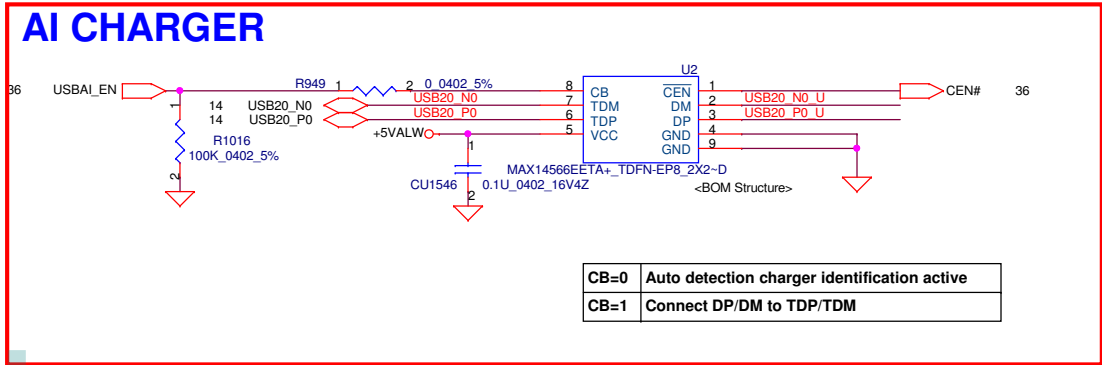 AI CHARGER
U2
36 USBAI_EN R949 1 2 0_0402_5% 8 CB CEN 1 CEN# 36
14 USB20_N0 USB20_N0 7 TDM DM 2 USB20_N0_U
14 USB20_P0 USB20_P0 6 TDP DP 3 USB20_P0_U
+5VALW 5 VCC GND 4
GND 9
1 R1016 2
100K_0402_5%
1 CU1546 2 0.1U_0402_16V4Z
MAX14566EETA+_TDFN-EP8_2X2~D
<BOM Structure>
CB=0 Auto detection charger identification active
CB=1 Connect DP/DM to TDP/TDM